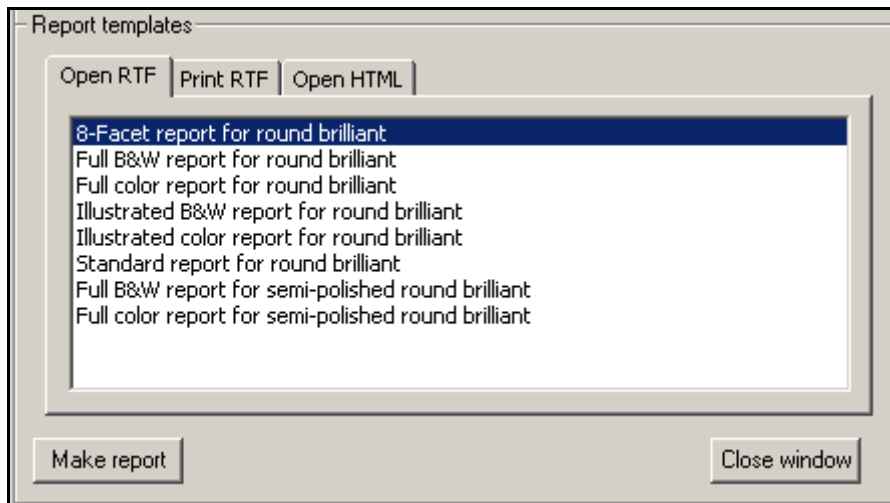 Report templates
Open RTF Print RTF Open HTML
8-Facet report for round brilliant
Full B&W report for round brilliant
Full color report for round brilliant
Illustrated B&W report for round brilliant
Illustrated color report for round brilliant
Standard report for round brilliant
Full B&W report for semi-polished round brilliant
Full color report for semi-polished round brilliant
Make report Close window